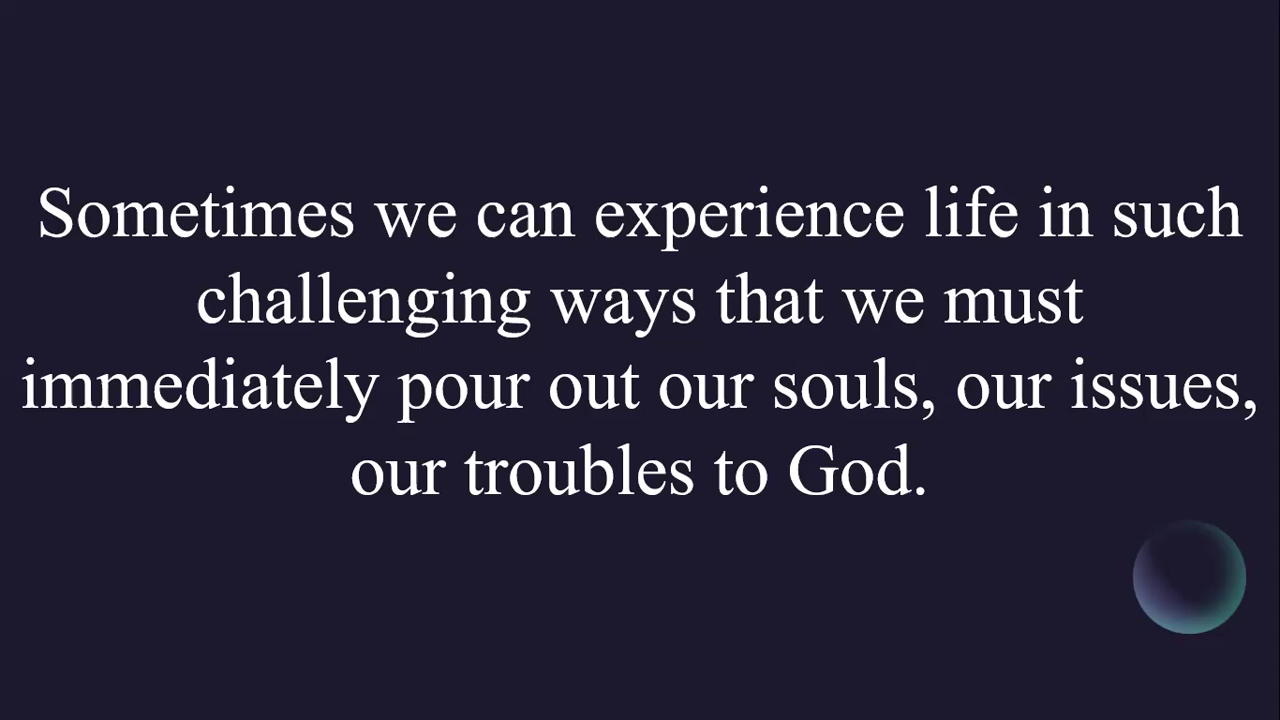 Sometimes we can experience life in such
challenging ways that we must
immediately pour out our souls, our issues,
our troubles to God.